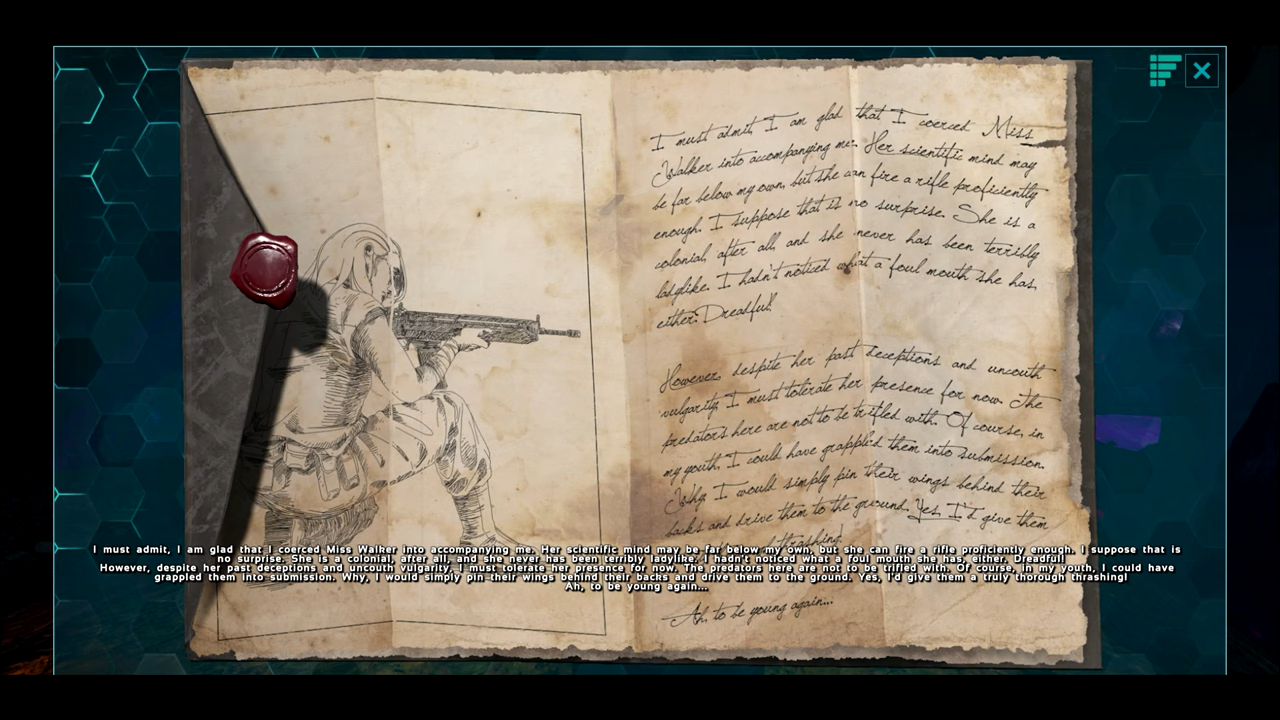 I must admit, I am glad that I coerced Miss
Walker into accompanying me. Her scientific mind may
be far below my own, but she can fire a rifle proficiently
enough. I suppose that is no surprise. She is a
colonial, after all, and she never has been terribly
ladylike. I hadn't noticed what a foul mouth she has,
either. Dreadful!
However, despite her past deceptions and uncouth
vulgarity, I must tolerate her presence for now. The
predators here are not to be trifled with. Of course, in
my youth, I could have grappled them into submission.
Why, I would simply pin their wings behind their
backs and drive them to the ground. Yes, I'd give them
thrashing!
Ah, to be young again...
I must admit, I am glad that I coerced Miss Walker into accompanying me. Her scientific mind may be far below my own, but she can fire a rifle proficiently enough. I suppose that is
no surprise. She is a colonial, after all, and she never has been terribly ladylike. I hadn't noticed what a foul mouth she has, either. Dreadful!
However, despite her past deceptions and uncouth vulgarity, I must tolerate her presence for now. The predators here are not to be trifled with. Of course, in my youth, I could have
grappled them into submission. Why, I would simply pin their wings behind their backs and drive them to the ground. Yes, I'd give them a truly thorough thrashing!
Ah, to be young again...